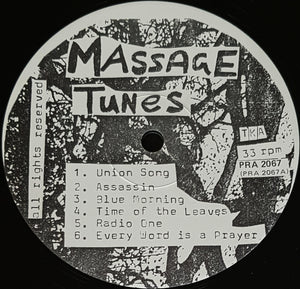 MASSAGE
TUNES
all rights reserved
TKA
33 rpm
PRA 2067
(PRA 2067A)
1. Union Song
2. Assassin
3. Blue Morning
4. Time of the Leaves
5. Radio One
6. Every Word is a Prayer